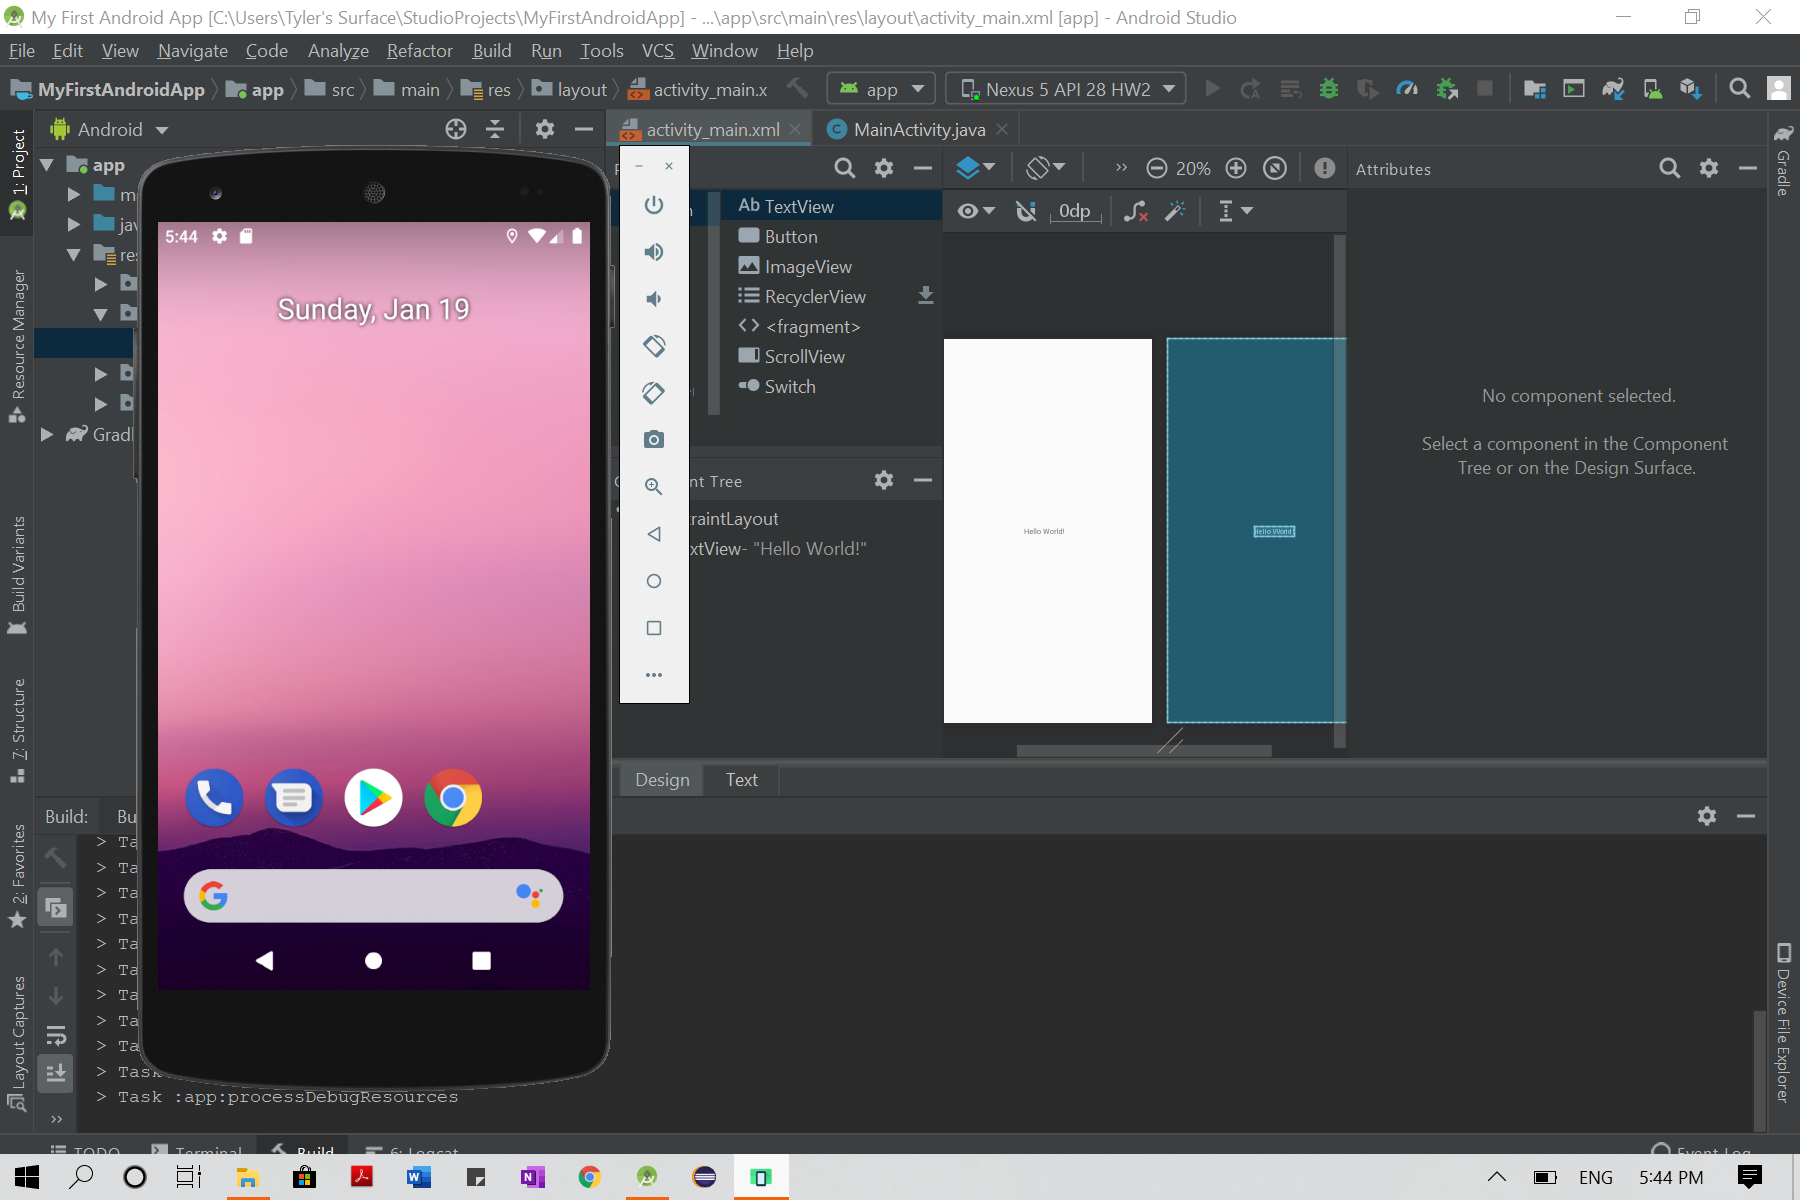 My First Android App [C:\Users\Tyler's Surface\StudioProjects\MyFirstAndroidApp] - ...\app\src\main\res\layout\activity_main.xml [app] - Android Studio
File Edit View Navigate Code Analyze Refactor Build Run Tools VCS Window Help
MyFirstAndroidApp app src main res layout activity_main.x app Nexus 5 API 28 HW2
Android
activity_main.xml
MainActivity.java
1: Project
Resource Manager
Build Variants
7: Structure
2: Favorites
Layout Captures
app
m
jav
res
Gradl
5:44
Sunday, Jan 19
G
Ab TextView
Button
ImageView
RecyclerView
<fragment>
ScrollView
Switch
nt Tree
raintLayout
xtView- "Hello World!"
20%
0dp
Hello World!
Hello World!
Attributes
No component selected.
Select a component in the Component
Tree or on the Design Surface.
Gradle
Device File Explorer
Design Text
Build: Bu
> Ta
> Ta
> Ta
> Ta
> Ta
> Ta
> Ta
> Ta
> Ta
> Task
> Task :app:processDebugResources
TODO Terminal Build 6: Logcat Event Log
ENG 5:44 PM